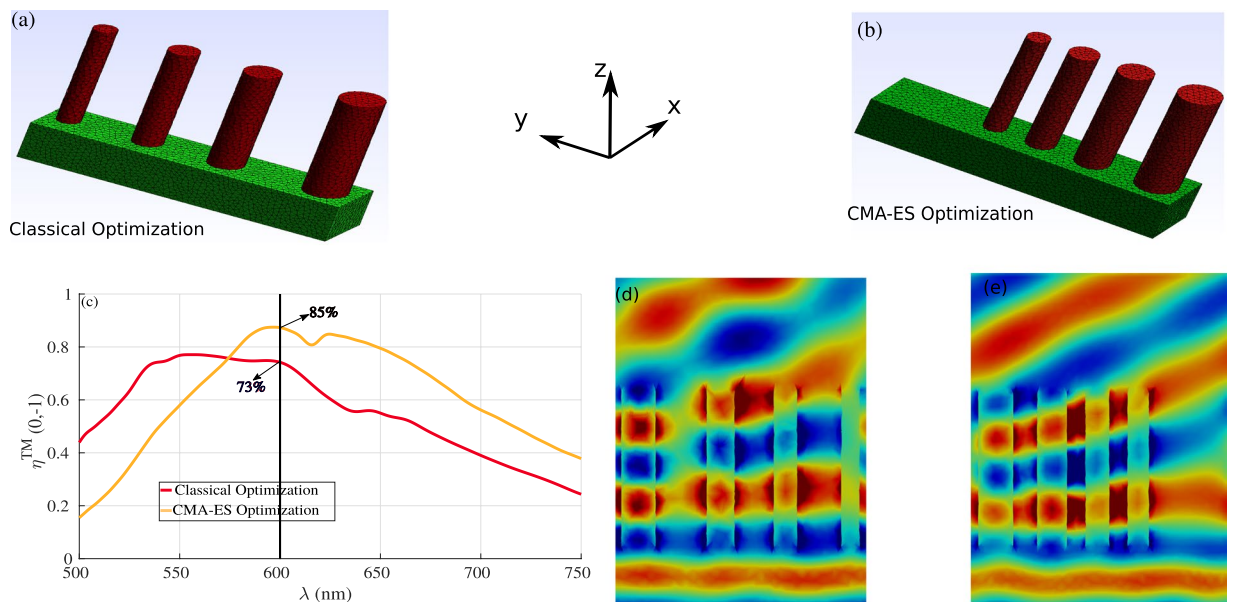 (a)
Classical Optimization
z
x
y
(b)
CMA-ES Optimization
(c)
1
0.8
0.6
0.4
0.2
0
η^TM (0,-1)
85%
73%
Classical Optimization
CMA-ES Optimization
500
550
600
650
700
750
λ (nm)
(d)
(e)